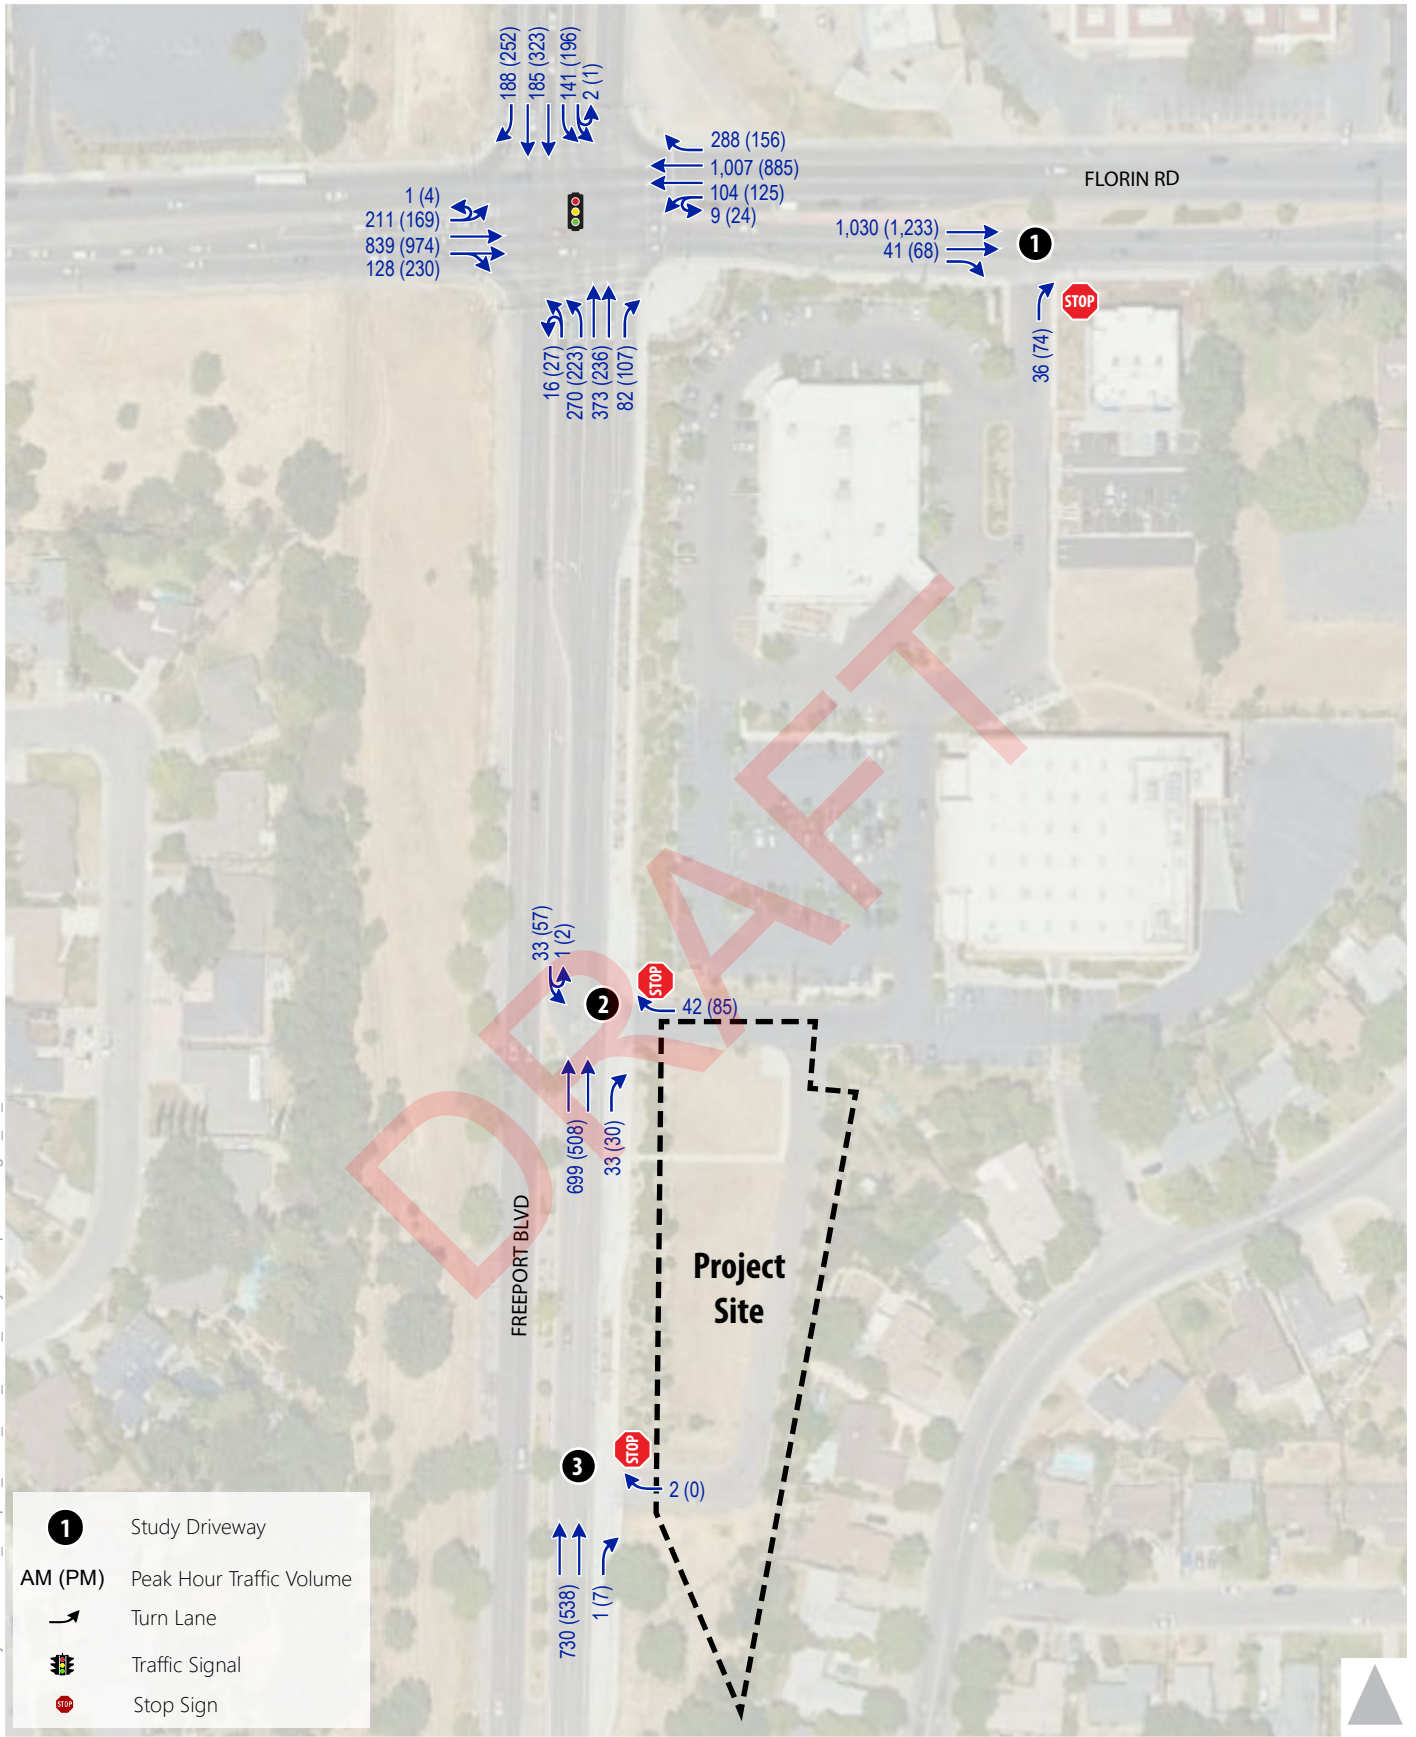 188 (252)
185 (323)
141 (196)
2 (1)
288 (156)
1,007 (885)
104 (125)
9 (24)
FLORIN RD
1 (4)
211 (169)
839 (974)
128 (230)
1,030 (1,233)
41 (68)
1
STOP
36 (74)
16 (27)
270 (223)
373 (236)
82 (107)
DRAFT
33 (57)
1 (2)
STOP
2
42 (85)
699 (508)
33 (30)
FREEPORT BLVD
Project
Site
STOP
3
2 (0)
730 (538)
1 (7)
1 Study Driveway
AM (PM) Peak Hour Traffic Volume
Turn Lane
Traffic Signal
STOP Stop Sign